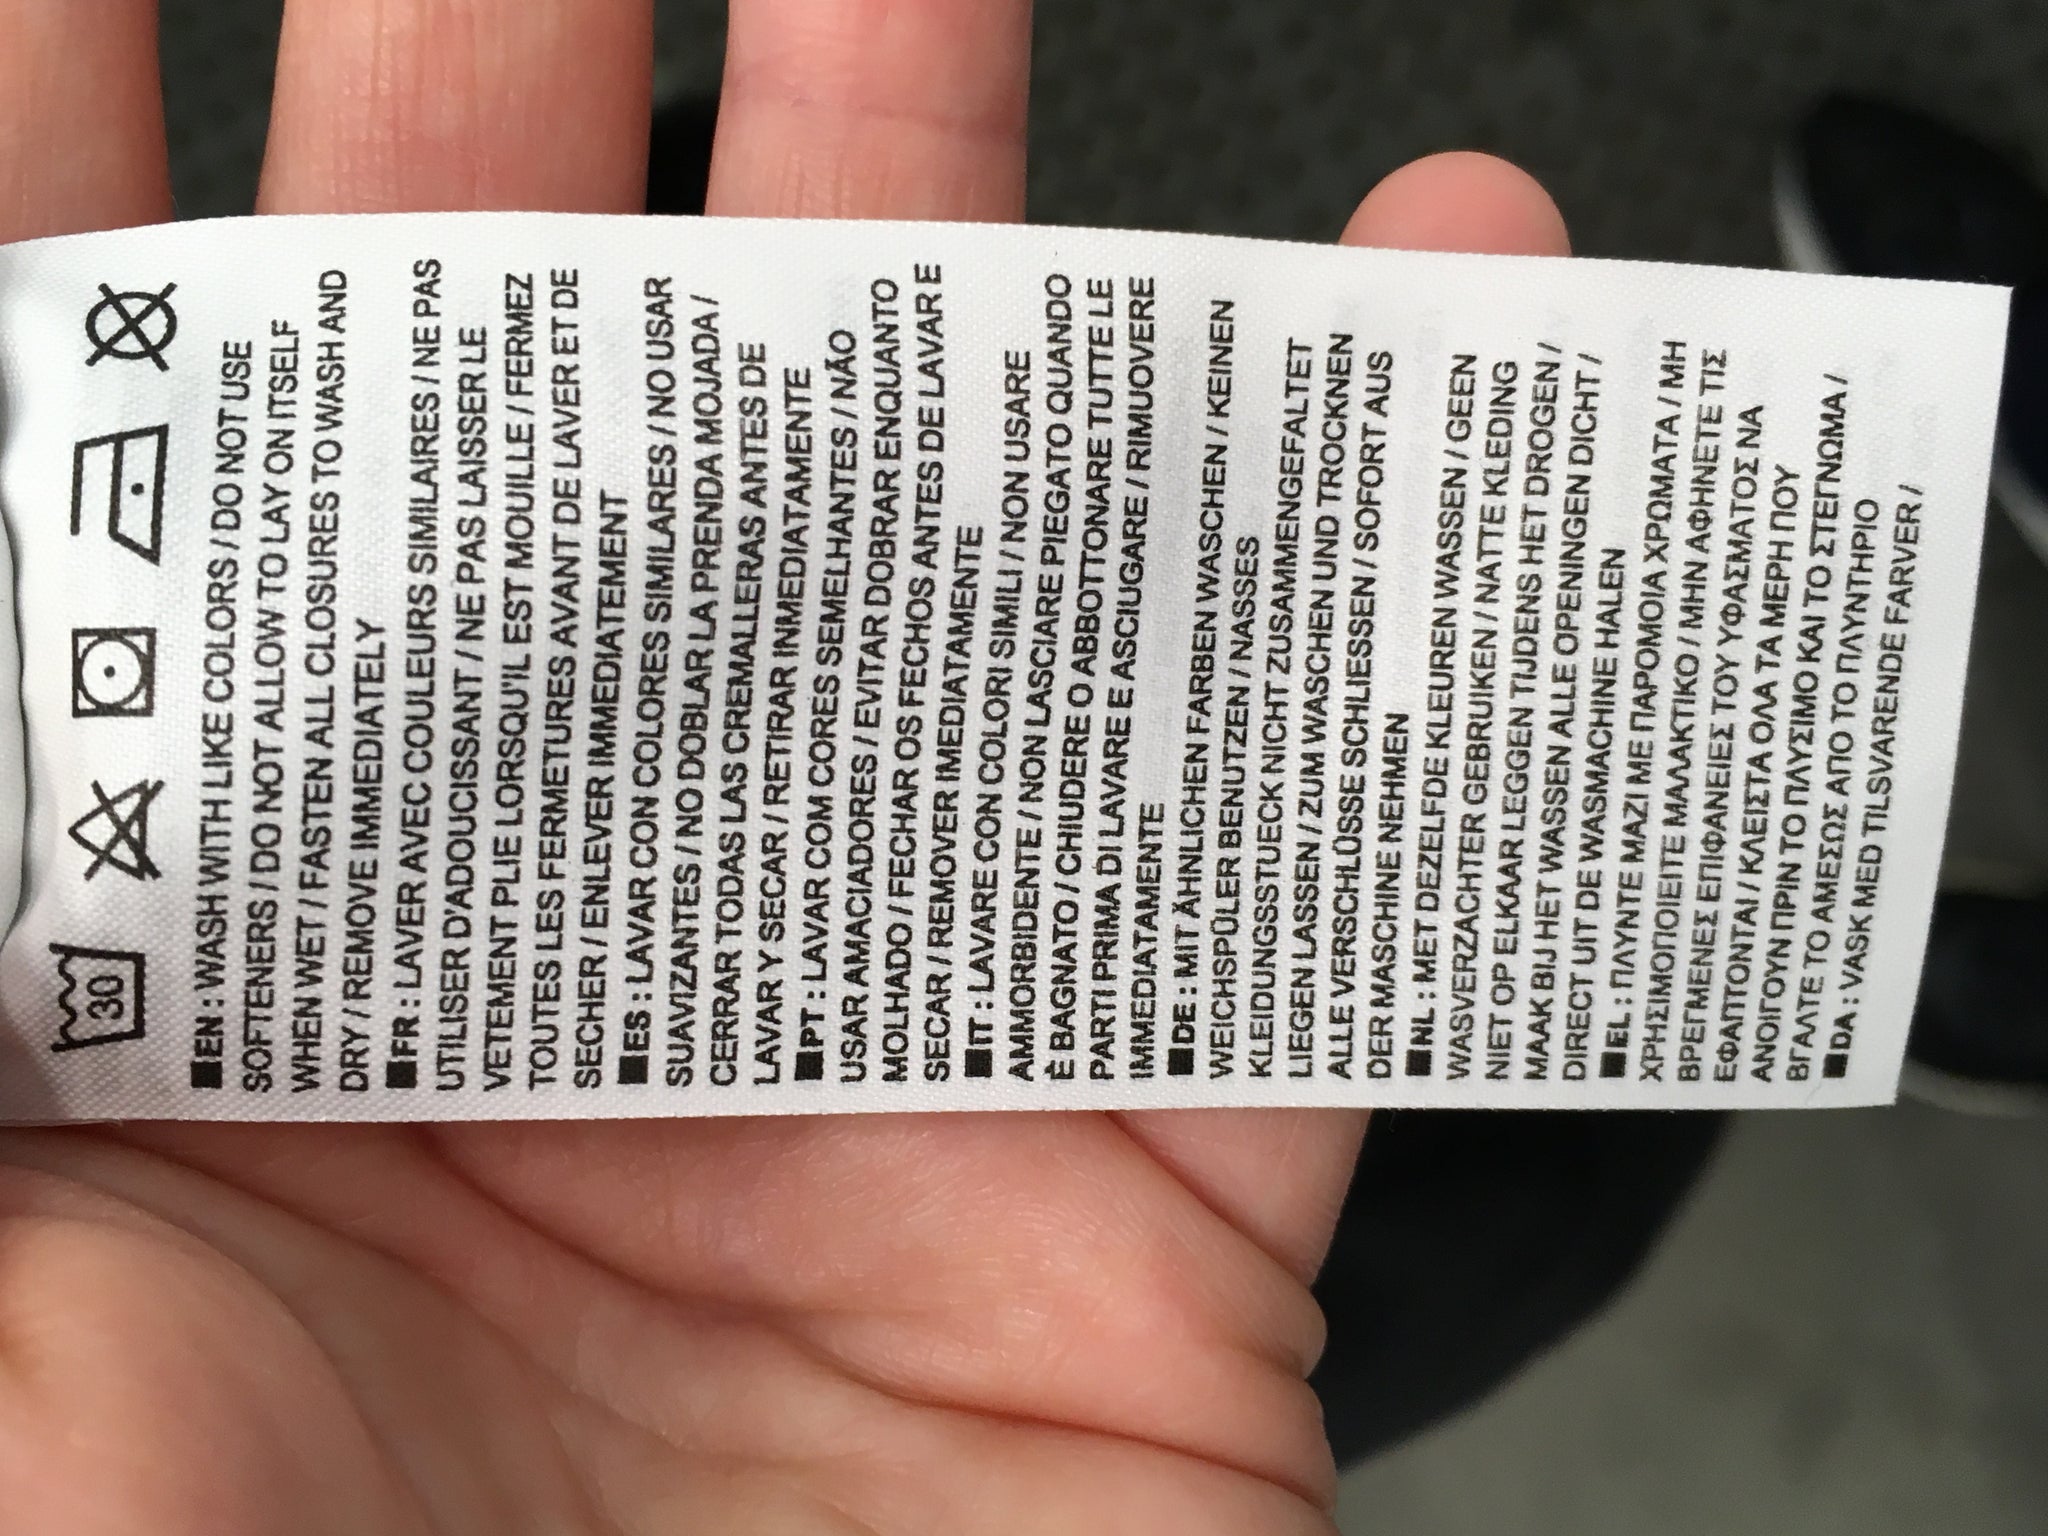 30
■EN : WASH WITH LIKE COLORS / DO NOT USE
SOFTENERS / DO NOT ALLOW TO LAY ON ITSELF
WHEN WET / FASTEN ALL CLOSURES TO WASH AND
DRY / REMOVE IMMEDIATELY
■FR : LAVER AVEC COULEURS SIMILAIRES / NE PAS
UTILISER D'ADOUCISSANT / NE PAS LAISSER LE
VETEMENT PLIE LORSQU'IL EST MOUILLE / FERMEZ
TOUTES LES FERMETURES AVANT DE LAVER ET DE
SECHER / ENLEVER IMMEDIATEMENT
■ES : LAVAR CON COLORES SIMILARES / NO USAR
SUAVIZANTES / NO DOBLAR LA PRENDA MOJADA /
CERRAR TODAS LAS CREMALLERAS ANTES DE
LAVAR Y SECAR / RETIRAR INMEDIATAMENTE
■PT : LAVAR COM CORES SEMELHANTES / NÃO
USAR AMACIADORES / EVITAR DOBRAR ENQUANTO
MOLHADO / FECHAR OS FECHOS ANTES DE LAVAR E
SECAR / REMOVER IMEDIATAMENTE
■IT : LAVARE CON COLORI SIMILI / NON USARE
AMMORBIDENTE / NON LASCIARE PIEGATO QUANDO
È BAGNATO / CHIUDERE O ABBOTTONARE TUTTE LE
PARTI PRIMA DI LAVARE E ASCIUGARE / RIMUOVERE
IMMEDIATAMENTE
■DE : MIT ÄHNLICHEN FARBEN WASCHEN / KEINEN
WEICHSPÜLER BENUTZEN / NASSES
KLEIDUNGSSTUECK NICHT ZUSAMMENGEFALTET
LIEGEN LASSEN / ZUM WASCHEN UND TROCKNEN
ALLE VERSCHLÜSSE SCHLIESSEN / SOFORT AUS
DER MASCHINE NEHMEN
■NL : MET DEZELFDE KLEUREN WASSEN / GEEN
WASVERZACHTER GEBRUIKEN / NATTE KLEDING
NIET OP ELKAAR LEGGEN TIJDENS HET DROGEN /
MAAK BIJ HET WASSEN ALLE OPENINGEN DICHT /
DIRECT UIT DE WASMACHINE HALEN
■EL : ΠΛΥΝΤΕ ΜΑΖΙ ΜΕ ΠΑΡΟΜΟΙΑ ΧΡΩΜΑΤΑ / ΜΗ
ΧΡΗΣΙΜΟΠΟΙΕΙΤΕ ΜΑΛΑΚΤΙΚΟ / ΜΗΝ ΑΦΗΝΕΤΕ ΤΙΣ
ΒΡΕΓΜΕΝΕΣ ΕΠΙΦΑΝΕΙΕΣ ΤΟΥ ΥΦΑΣΜΑΤΟΣ ΝΑ
ΕΦΑΠΤΟΝΤΑΙ / ΚΛΕΙΣΤΑ ΟΛΑ ΤΑ ΜΕΡΗ ΠΟΥ
ΑΝΟΙΓΟΥΝ ΠΡΙΝ ΤΟ ΠΛΥΣΙΜΟ ΚΑΙ ΤΟ ΣΤΕΓΝΩΜΑ /
ΒΓΑΛΤΕ ΤΟ ΑΜΕΣΩΣ ΑΠΟ ΤΟ ΠΛΥΝΤΗΡΙΟ
■DA : VASK MED TILSVARENDE FARVER /